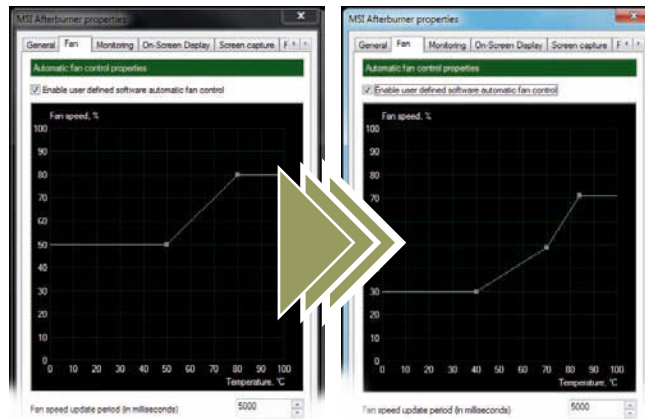 MSI Afterburner properties
x
General Fan Monitoring On-Screen Display Screen capture F
Automatic fan control properties
Enable user defined software automatic fan control
Fan speed, %
100
90
80
70
60
50
40
30
20
10
0
0 10 20 30 40 50 60 70 80 90 100
Temperature, °C
Fan speed update period (in milliseconds) 5000
MSI Afterburner properties
x
General Fan Monitoring On-Screen Display Screen capture F
Automatic fan control properties
Enable user defined software automatic fan control
Fan speed, %
100
90
80
70
30
20
10
0
0 10 20 30 40 50 60 70 80 90 100
Temperature, °C
Fan speed update period (in milliseconds) 5000